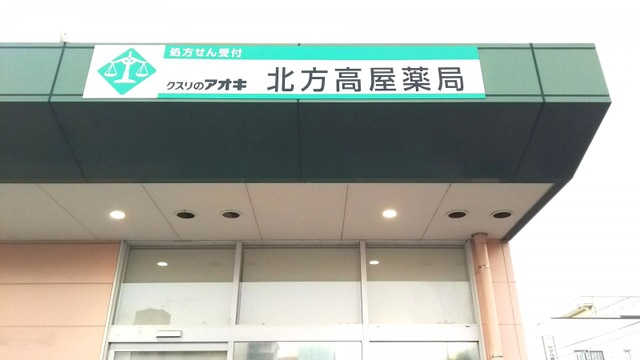 処方せん受付
クスリのアオキ 北方高屋薬局